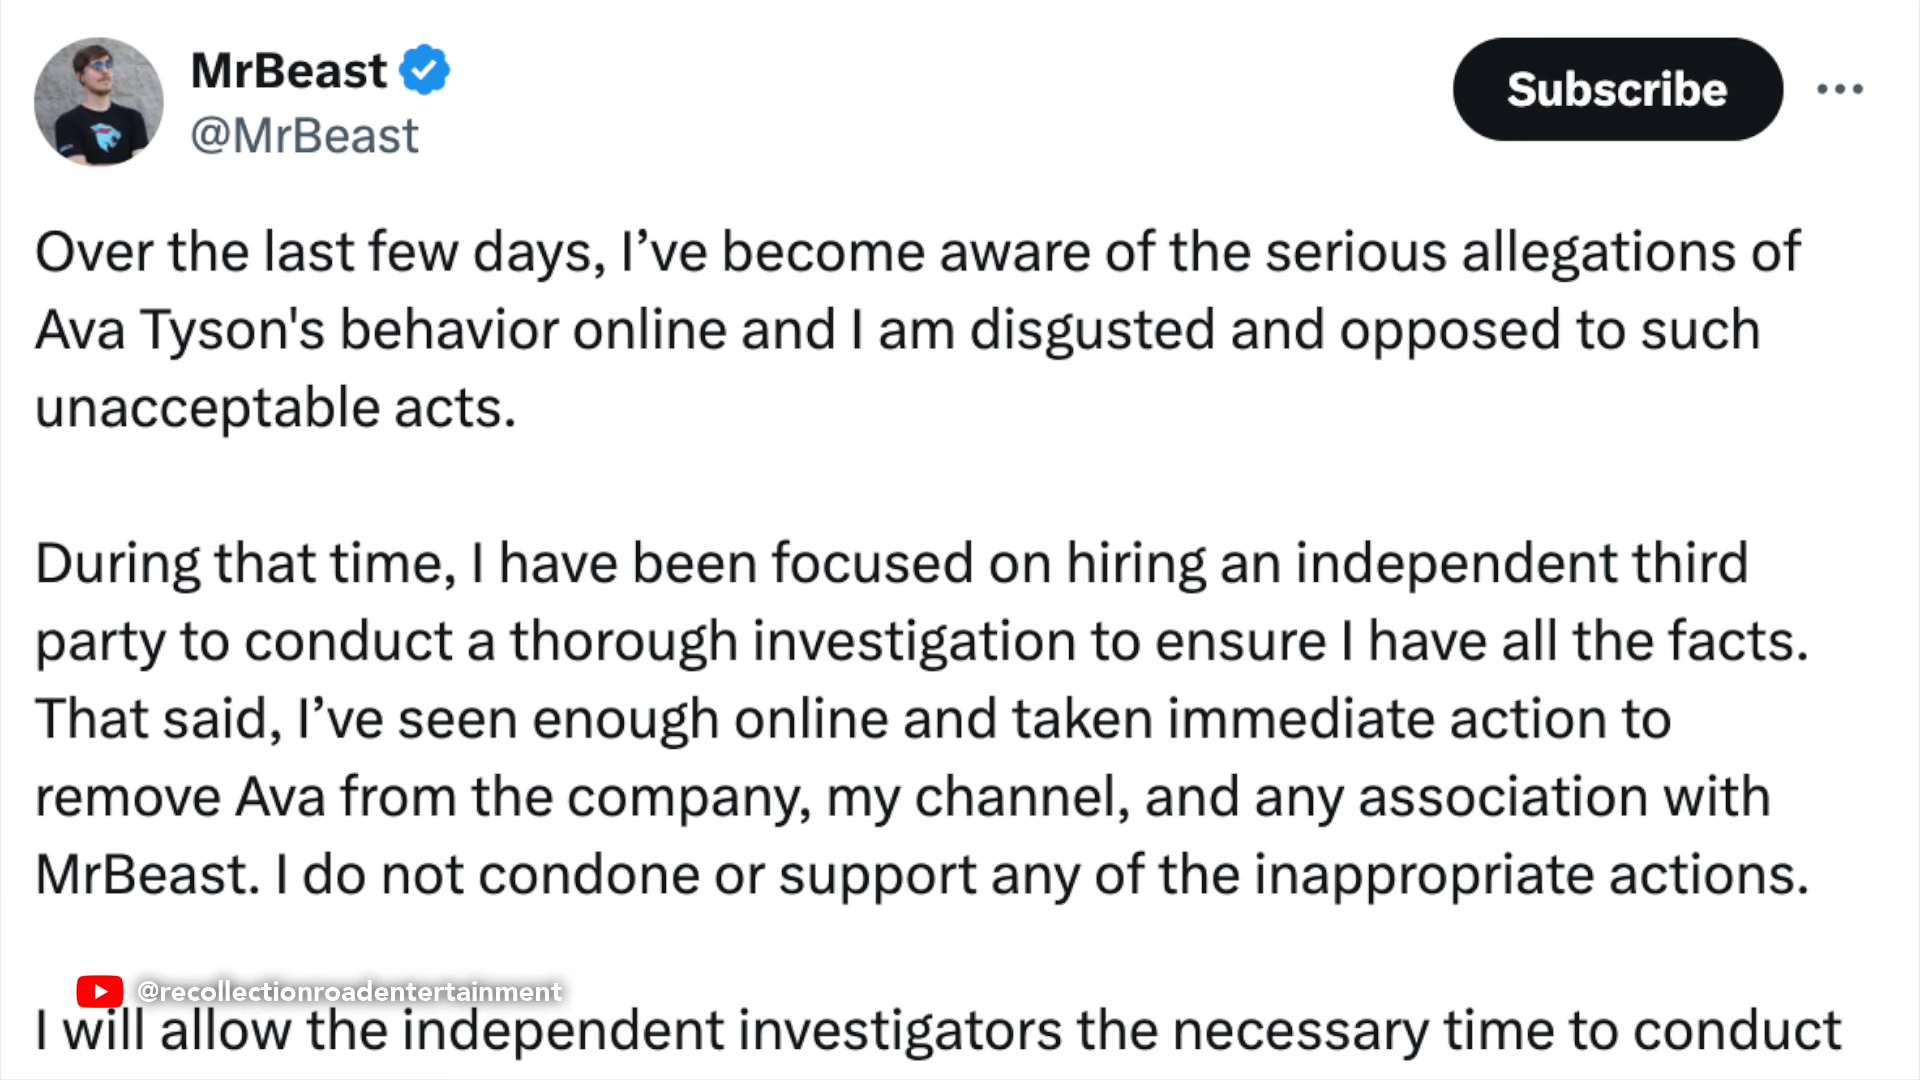 MrBeast
Subscribe
@MrBeast
Over the last few days, I’ve become aware of the serious allegations of
Ava Tyson's behavior online and I am disgusted and opposed to such
unacceptable acts.
During that time, I have been focused on hiring an independent third
party to conduct a thorough investigation to ensure I have all the facts.
That said, I’ve seen enough online and taken immediate action to
remove Ava from the company, my channel, and any association with
MrBeast. I do not condone or support any of the inappropriate actions.
@recollectionroadentertainment
I will allow the independent investigators the necessary time to conduct